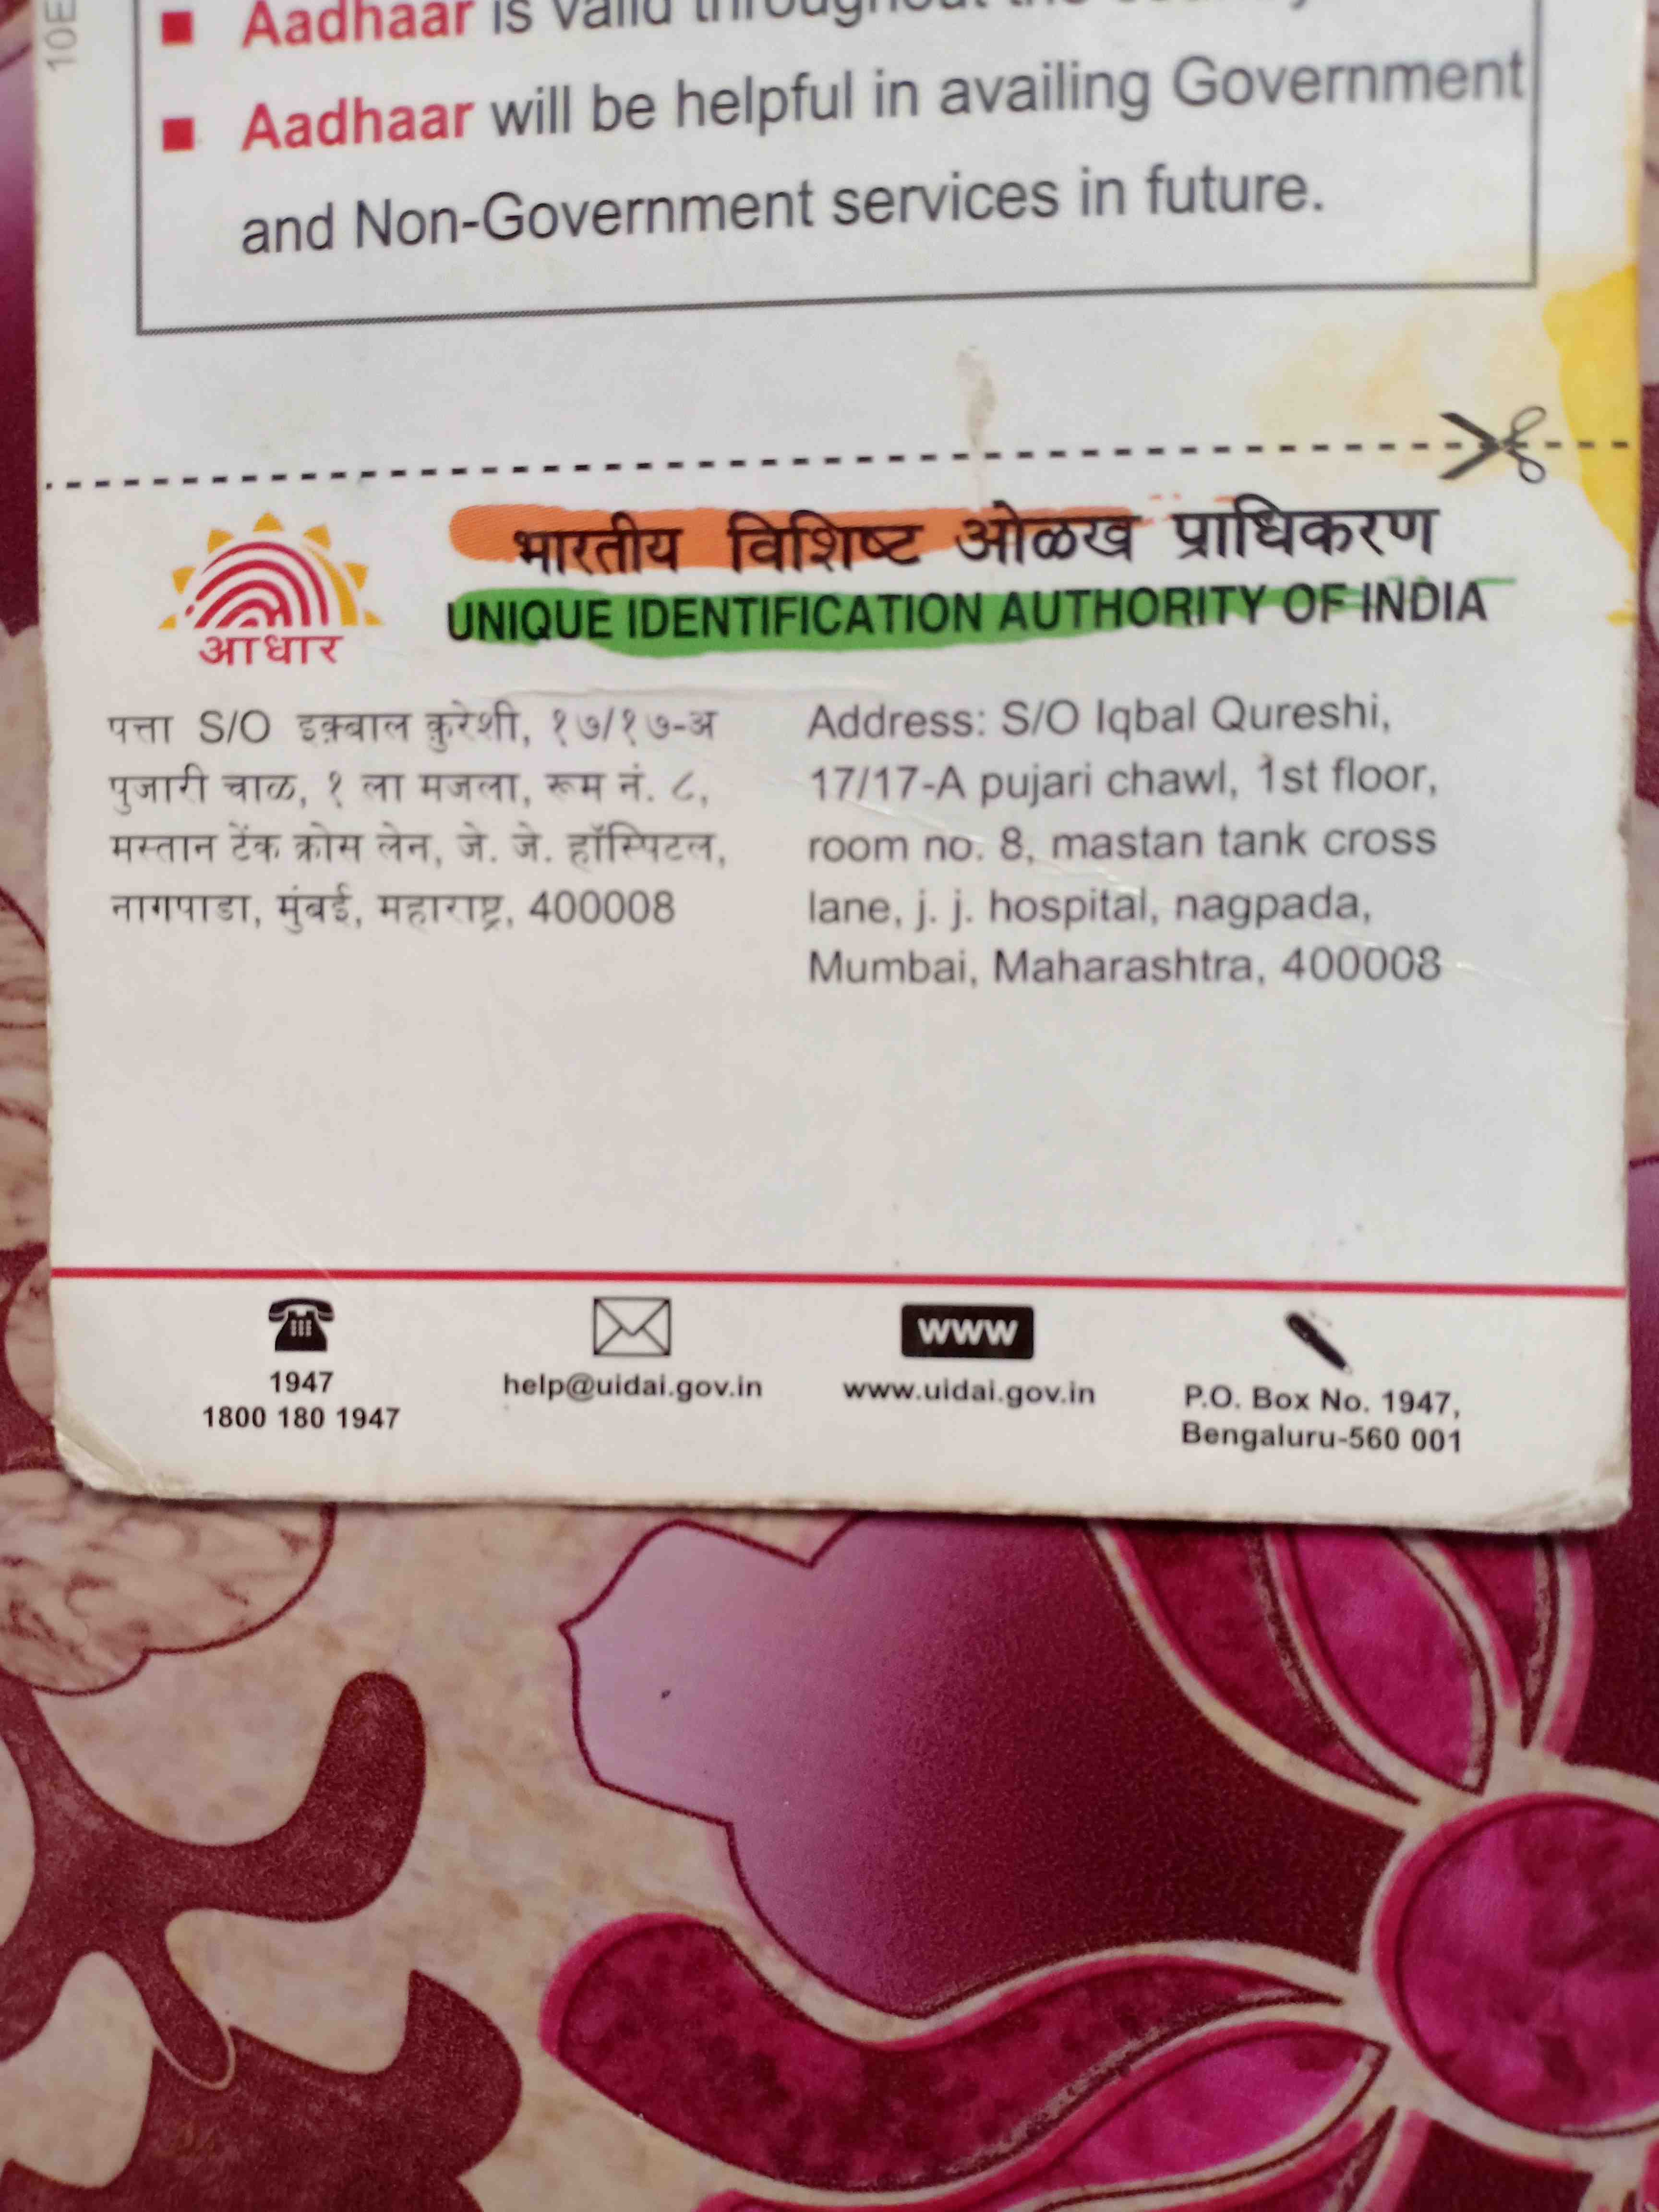 10E
Aadhaar is valid throughout the country
Aadhaar will be helpful in availing Government
and Non-Government services in future.
आधार
भारतीय विशिष्ट ओळख प्राधिकरण
UNIQUE IDENTIFICATION AUTHORITY OF INDIA
पत्ता S/O इक़्बाल कुरेशी, १७/१७-अ
पुजारी चाळ, १ ला मजला, रूम नं. ८,
मस्तान टेंक क्रोस लेन, जे. जे. हॉस्पिटल,
नागपाडा, मुंबई, महाराष्ट्र, 400008
Address: S/O Iqbal Qureshi,
17/17-A pujari chawl, 1st floor,
room no. 8, mastan tank cross
lane, j. j. hospital, nagpada,
Mumbai, Maharashtra, 400008
1947
1800 180 1947
help@uidai.gov.in
www
www.uidai.gov.in
P.O. Box No. 1947,
Bengaluru-560 001